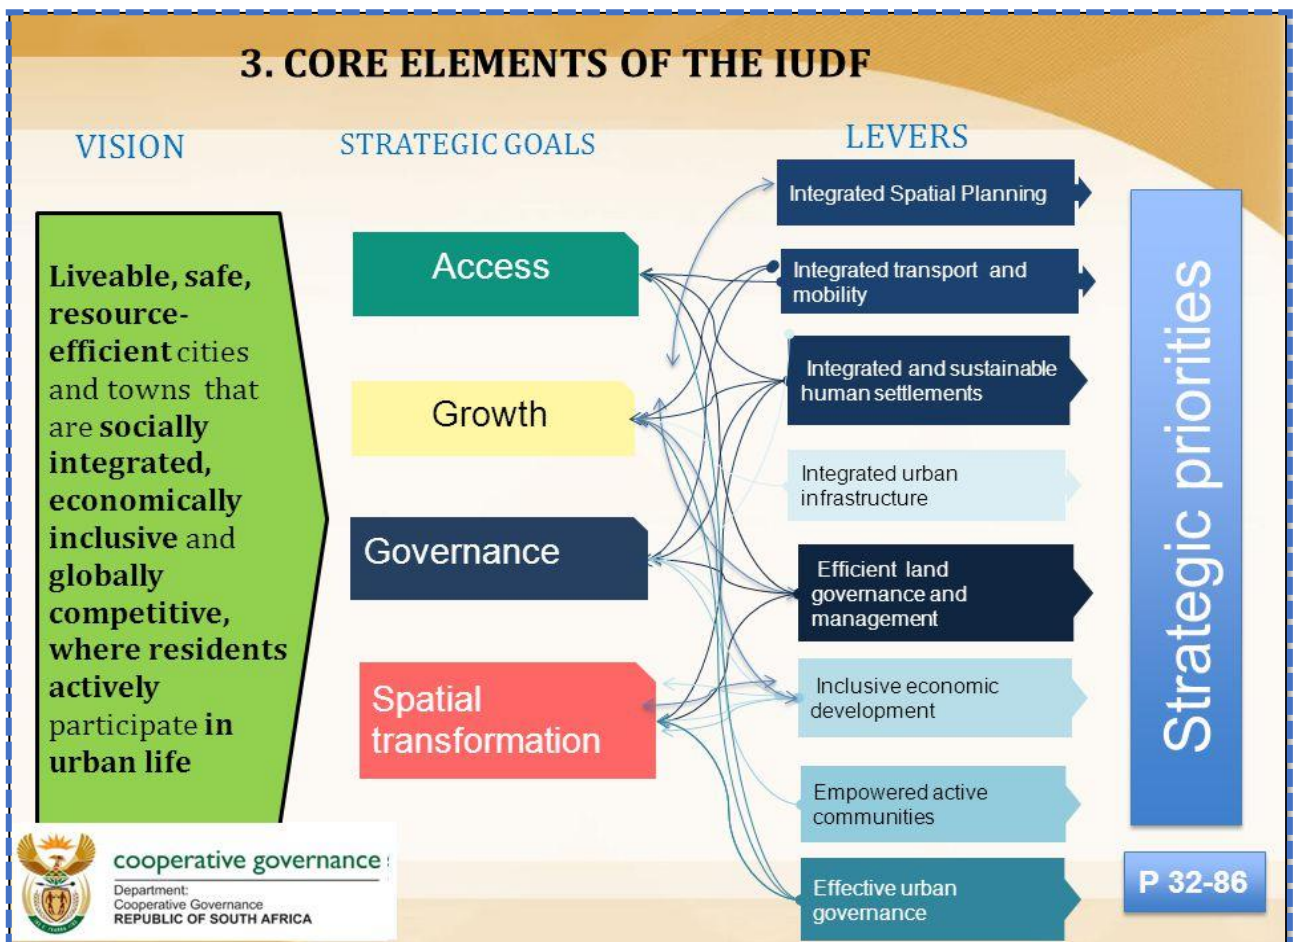 3. CORE ELEMENTS OF THE IUDF
VISION
STRATEGIC GOALS
LEVERS
Liveable, safe,
resource-
efficient cities
and towns that
are socially
integrated,
economically
inclusive and
globally
competitive,
where residents
actively
participate in
urban life
Access
Growth
Governance
Spatial
transformation
Integrated Spatial Planning
Integrated transport and
mobility
Integrated and sustainable
human settlements
Integrated urban
infrastructure
Efficient land
governance and
management
Inclusive economic
development
Empowered active
communities
Effective urban
governance
Strategic priorities
P 32-86
cooperative governance
Department:
Cooperative Governance
REPUBLIC OF SOUTH AFRICA